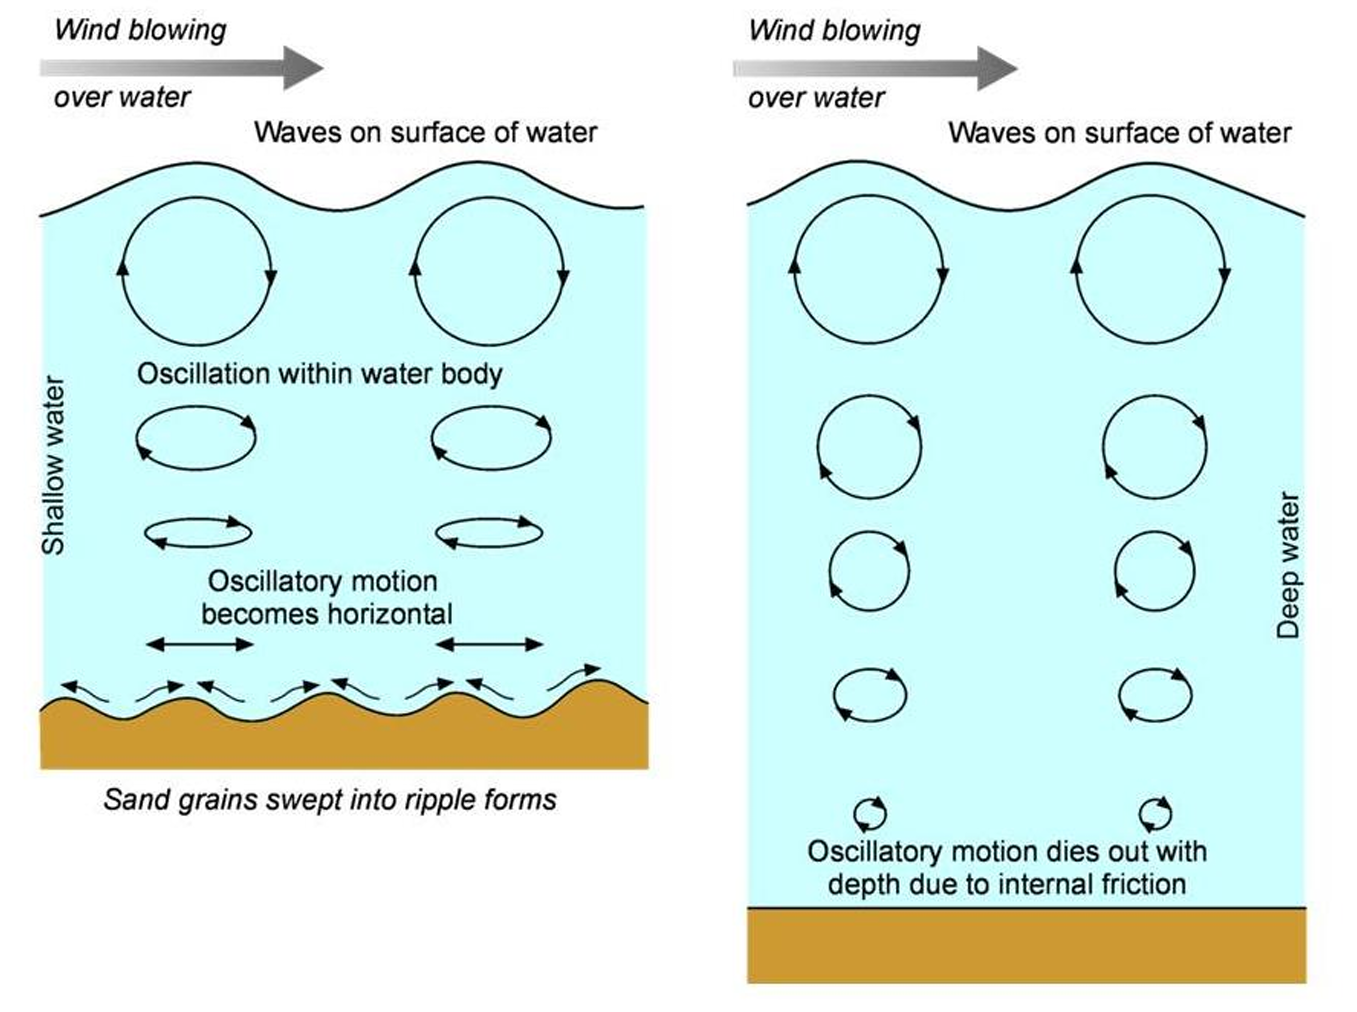 Wind blowing
over water
Waves on surface of water
Oscillation within water body
Shallow water
Oscillatory motion
becomes horizontal
Sand grains swept into ripple forms
Wind blowing
over water
Waves on surface of water
Deep water
Oscillatory motion dies out with
depth due to internal friction